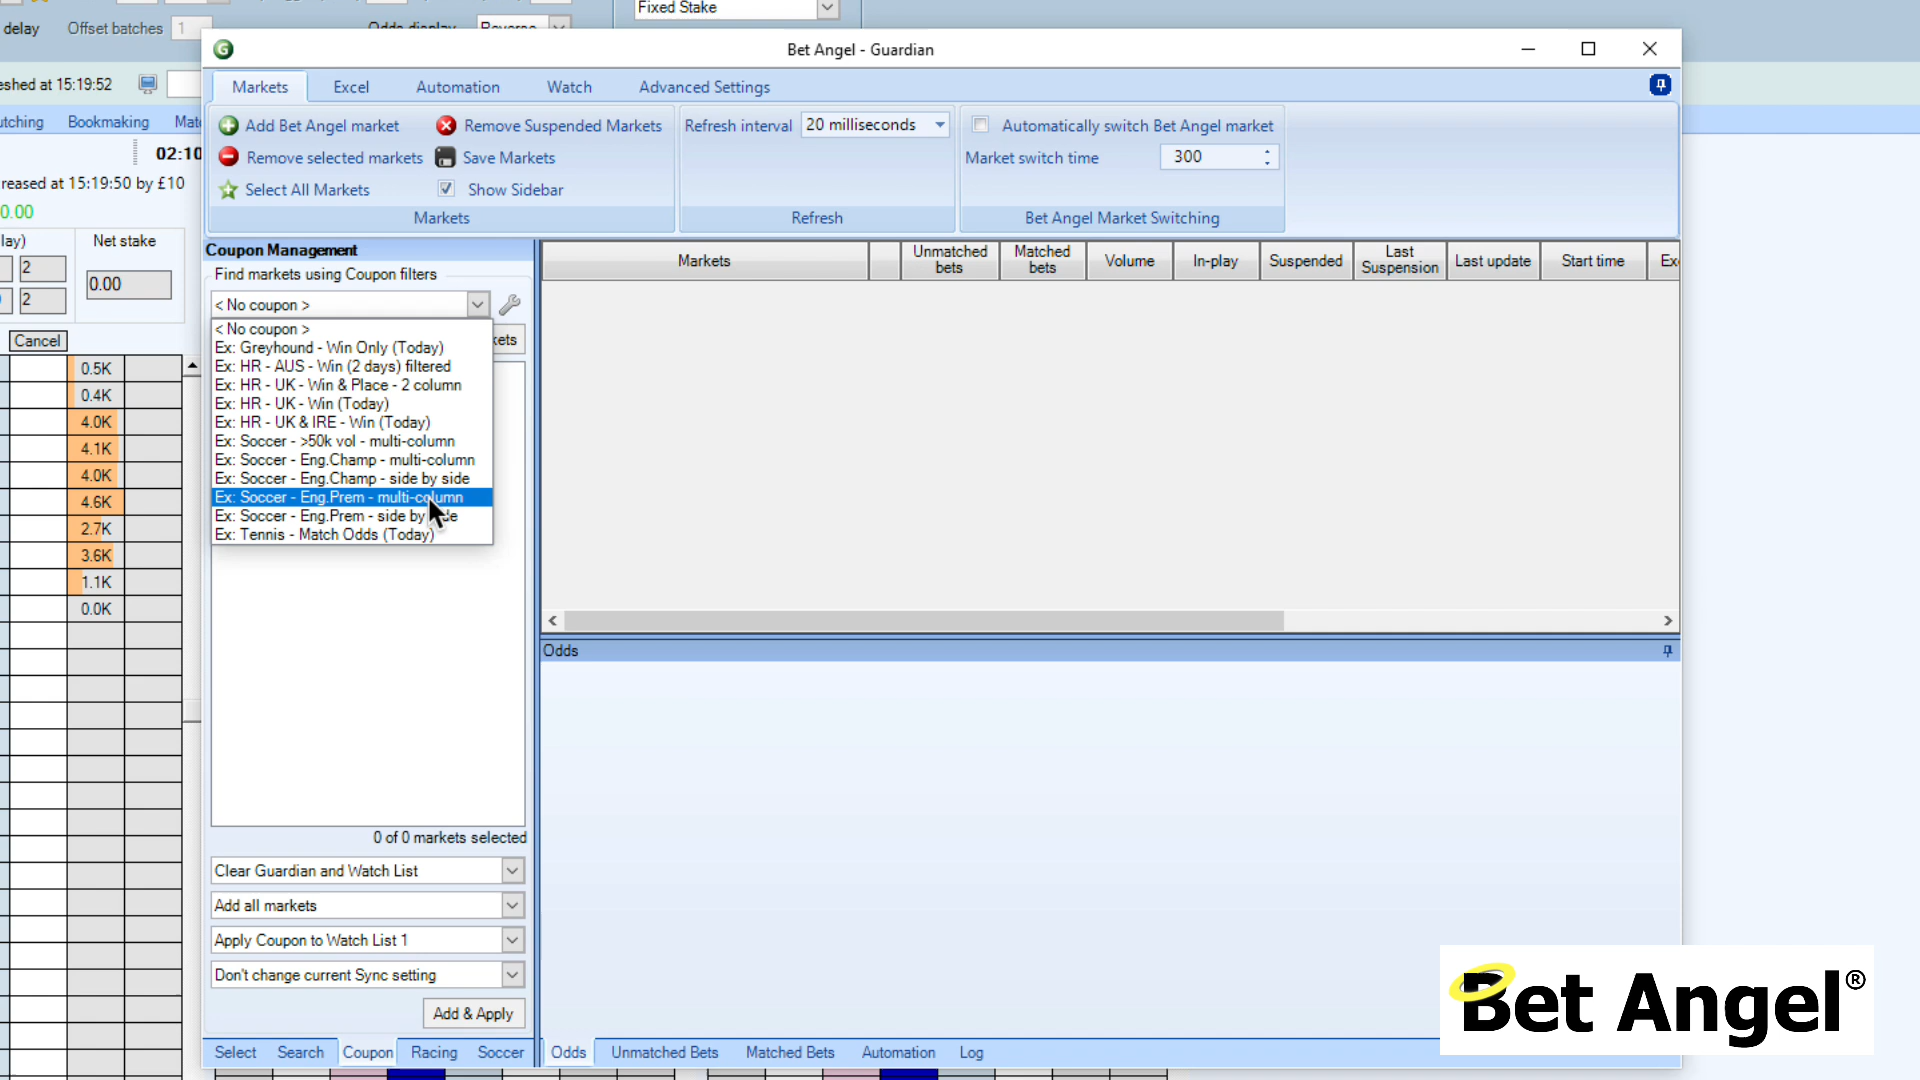 Fixed Stake
delay
Offset batches
1
Odds display
Reverse
eshed at 15:19:52
utching
Bookmaking
Mat
02:10
reased at 15:19:50 by £10
0.00
lay)
Net stake
2
0.00
2
Cancel
0.5K
0.4K
4.0K
4.1K
4.0K
4.6K
2.7K
3.6K
1.1K
0.0K
Bet Angel - Guardian
Markets
Excel
Automation
Watch
Advanced Settings
Add Bet Angel market
Remove Suspended Markets
Remove selected markets
Save Markets
Select All Markets
Show Sidebar
Markets
Refresh interval
20 milliseconds
Refresh
Automatically switch Bet Angel market
Market switch time
300
Bet Angel Market Switching
Coupon Management
Find markets using Coupon filters
< No coupon >
< No coupon >
Ex: Greyhound - Win Only (Today)
Ex: HR - AUS - Win (2 days) filtered
Ex: HR - UK - Win & Place - 2 column
Ex: HR - UK - Win (Today)
Ex: HR - UK & IRE - Win (Today)
Ex: Soccer - >50k vol - multi-column
Ex: Soccer - Eng.Champ - multi-column
Ex: Soccer - Eng.Champ - side by side
Ex: Soccer - Eng.Prem - multi-column
Ex: Soccer - Eng.Prem - side by side
Ex: Tennis - Match Odds (Today)
kets
0 of 0 markets selected
Clear Guardian and Watch List
Add all markets
Apply Coupon to Watch List 1
Don't change current Sync setting
Add & Apply
Select
Search
Coupon
Racing
Soccer
Markets
Unmatched bets
Matched bets
Volume
In-play
Suspended
Last Suspension
Last update
Start time
Exc
Odds
Odds
Unmatched Bets
Matched Bets
Automation
Log
Bet Angel®